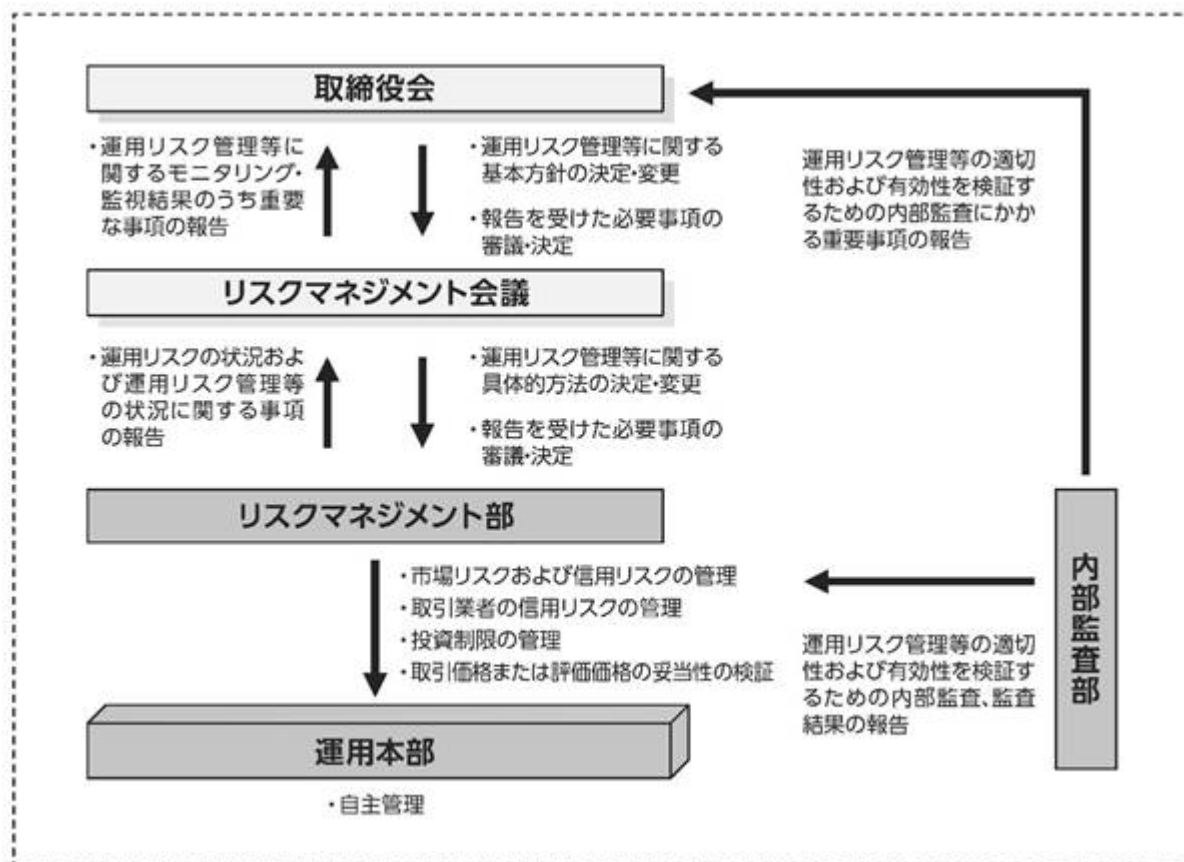 取締役会
・運用リスク管理等に
関するモニタリング・
監視結果のうち重要
な事項の報告
・運用リスク管理等に関する
基本方針の決定・変更
・報告を受けた必要事項の
審議・決定
運用リスク管理等の適切
性および有効性を検証す
るための内部監査にかか
る重要事項の報告
リスクマネジメント会議
・運用リスクの状況およ
び運用リスク管理等
の状況に関する事項
の報告
・運用リスク管理等に関する
具体的方法の決定・変更
・報告を受けた必要事項の
審議・決定
リスクマネジメント部
・市場リスクおよび信用リスクの管理
・取引業者の信用リスクの管理
・投資制限の管理
・取引価格または評価価格の妥当性の検証
運用リスク管理等の適切
性および有効性を検証す
るための内部監査、監査
結果の報告
内部監査部
運用本部
・自主管理